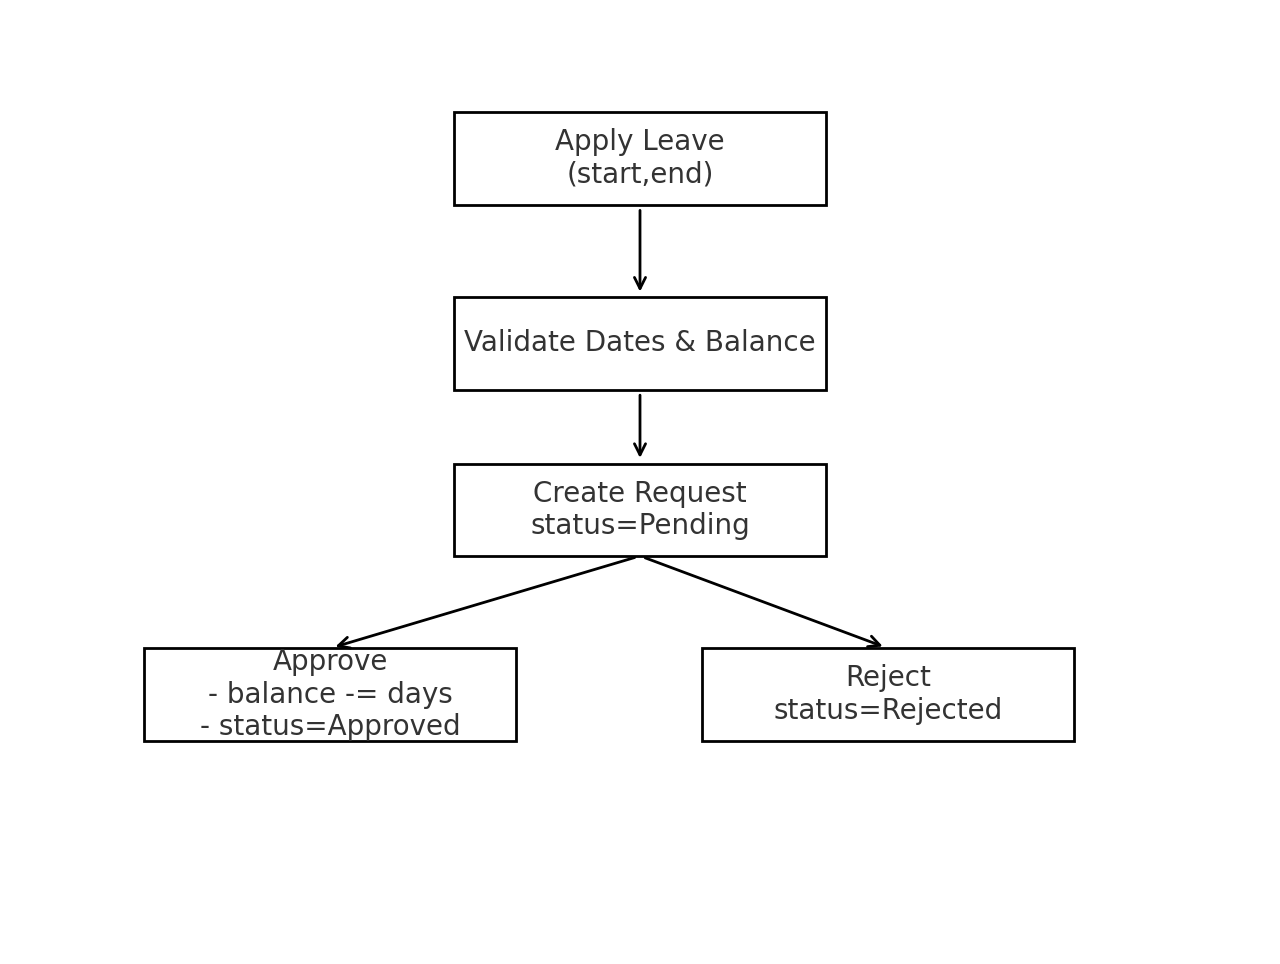 Apply Leave
(start,end)
Validate Dates & Balance
Create Request
status=Pending
Approve
- balance -= days
- status=Approved
Reject
status=Rejected